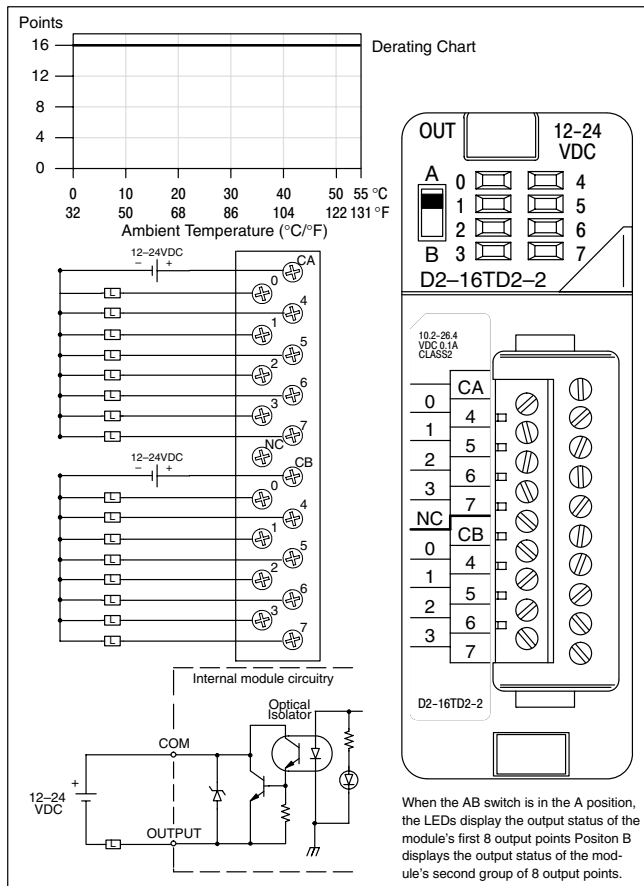 Points
16
12
8
4
0
Derating Chart
0 10 20 30 40 50 55 °C
32 50 68 86 104 122 131 °F
Ambient Temperature (°C/°F)
12–24VDC
− +
CA
L 0
L 4
L 1
L 5
L 2
L 6
L 3
L 7
NC
12–24VDC
− +
CB
L 0
L 4
L 1
L 5
L 2
L 6
L 3
L 7
Internal module circuitry
Optical
Isolator
COM
+
12–24
VDC
L
OUTPUT
OUT 12–24
VDC
A
B
0 4
1 5
2 6
3 7
D2–16TD2–2
10.2-26.4
VDC 0.1A
CLASS2
CA
0
4
1
5
2
6
3
7
NC
CB
0
4
1
5
2
6
3
7
D2-16TD2-2
When the AB switch is in the A position,
the LEDs display the output status of the
module's first 8 output points Positon B
displays the output status of the mod-
ule's second group of 8 output points.